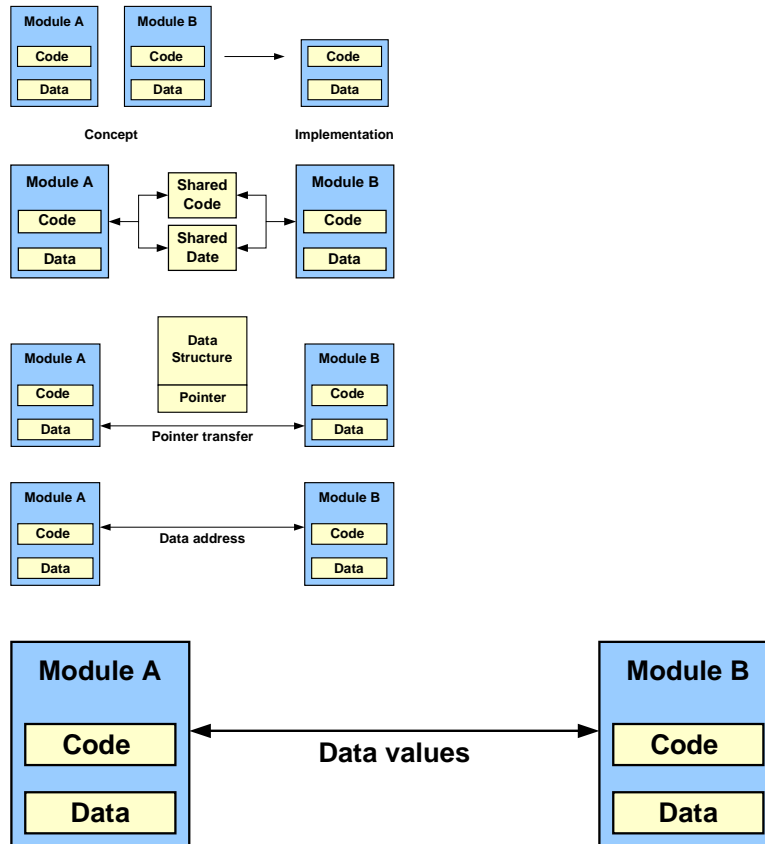 Module A
Module B
Code
Code
Code
Data
Data
Data
Concept
Implementation
Module A
Shared
Code
Module B
Code
Code
Shared
Date
Data
Data
Data
Structure
Module A
Module B
Code
Pointer
Code
Data
Data
Pointer transfer
Module A
Module B
Code
Code
Data address
Data
Data
Module A
Module B
Code
Code
Data values
Data
Data